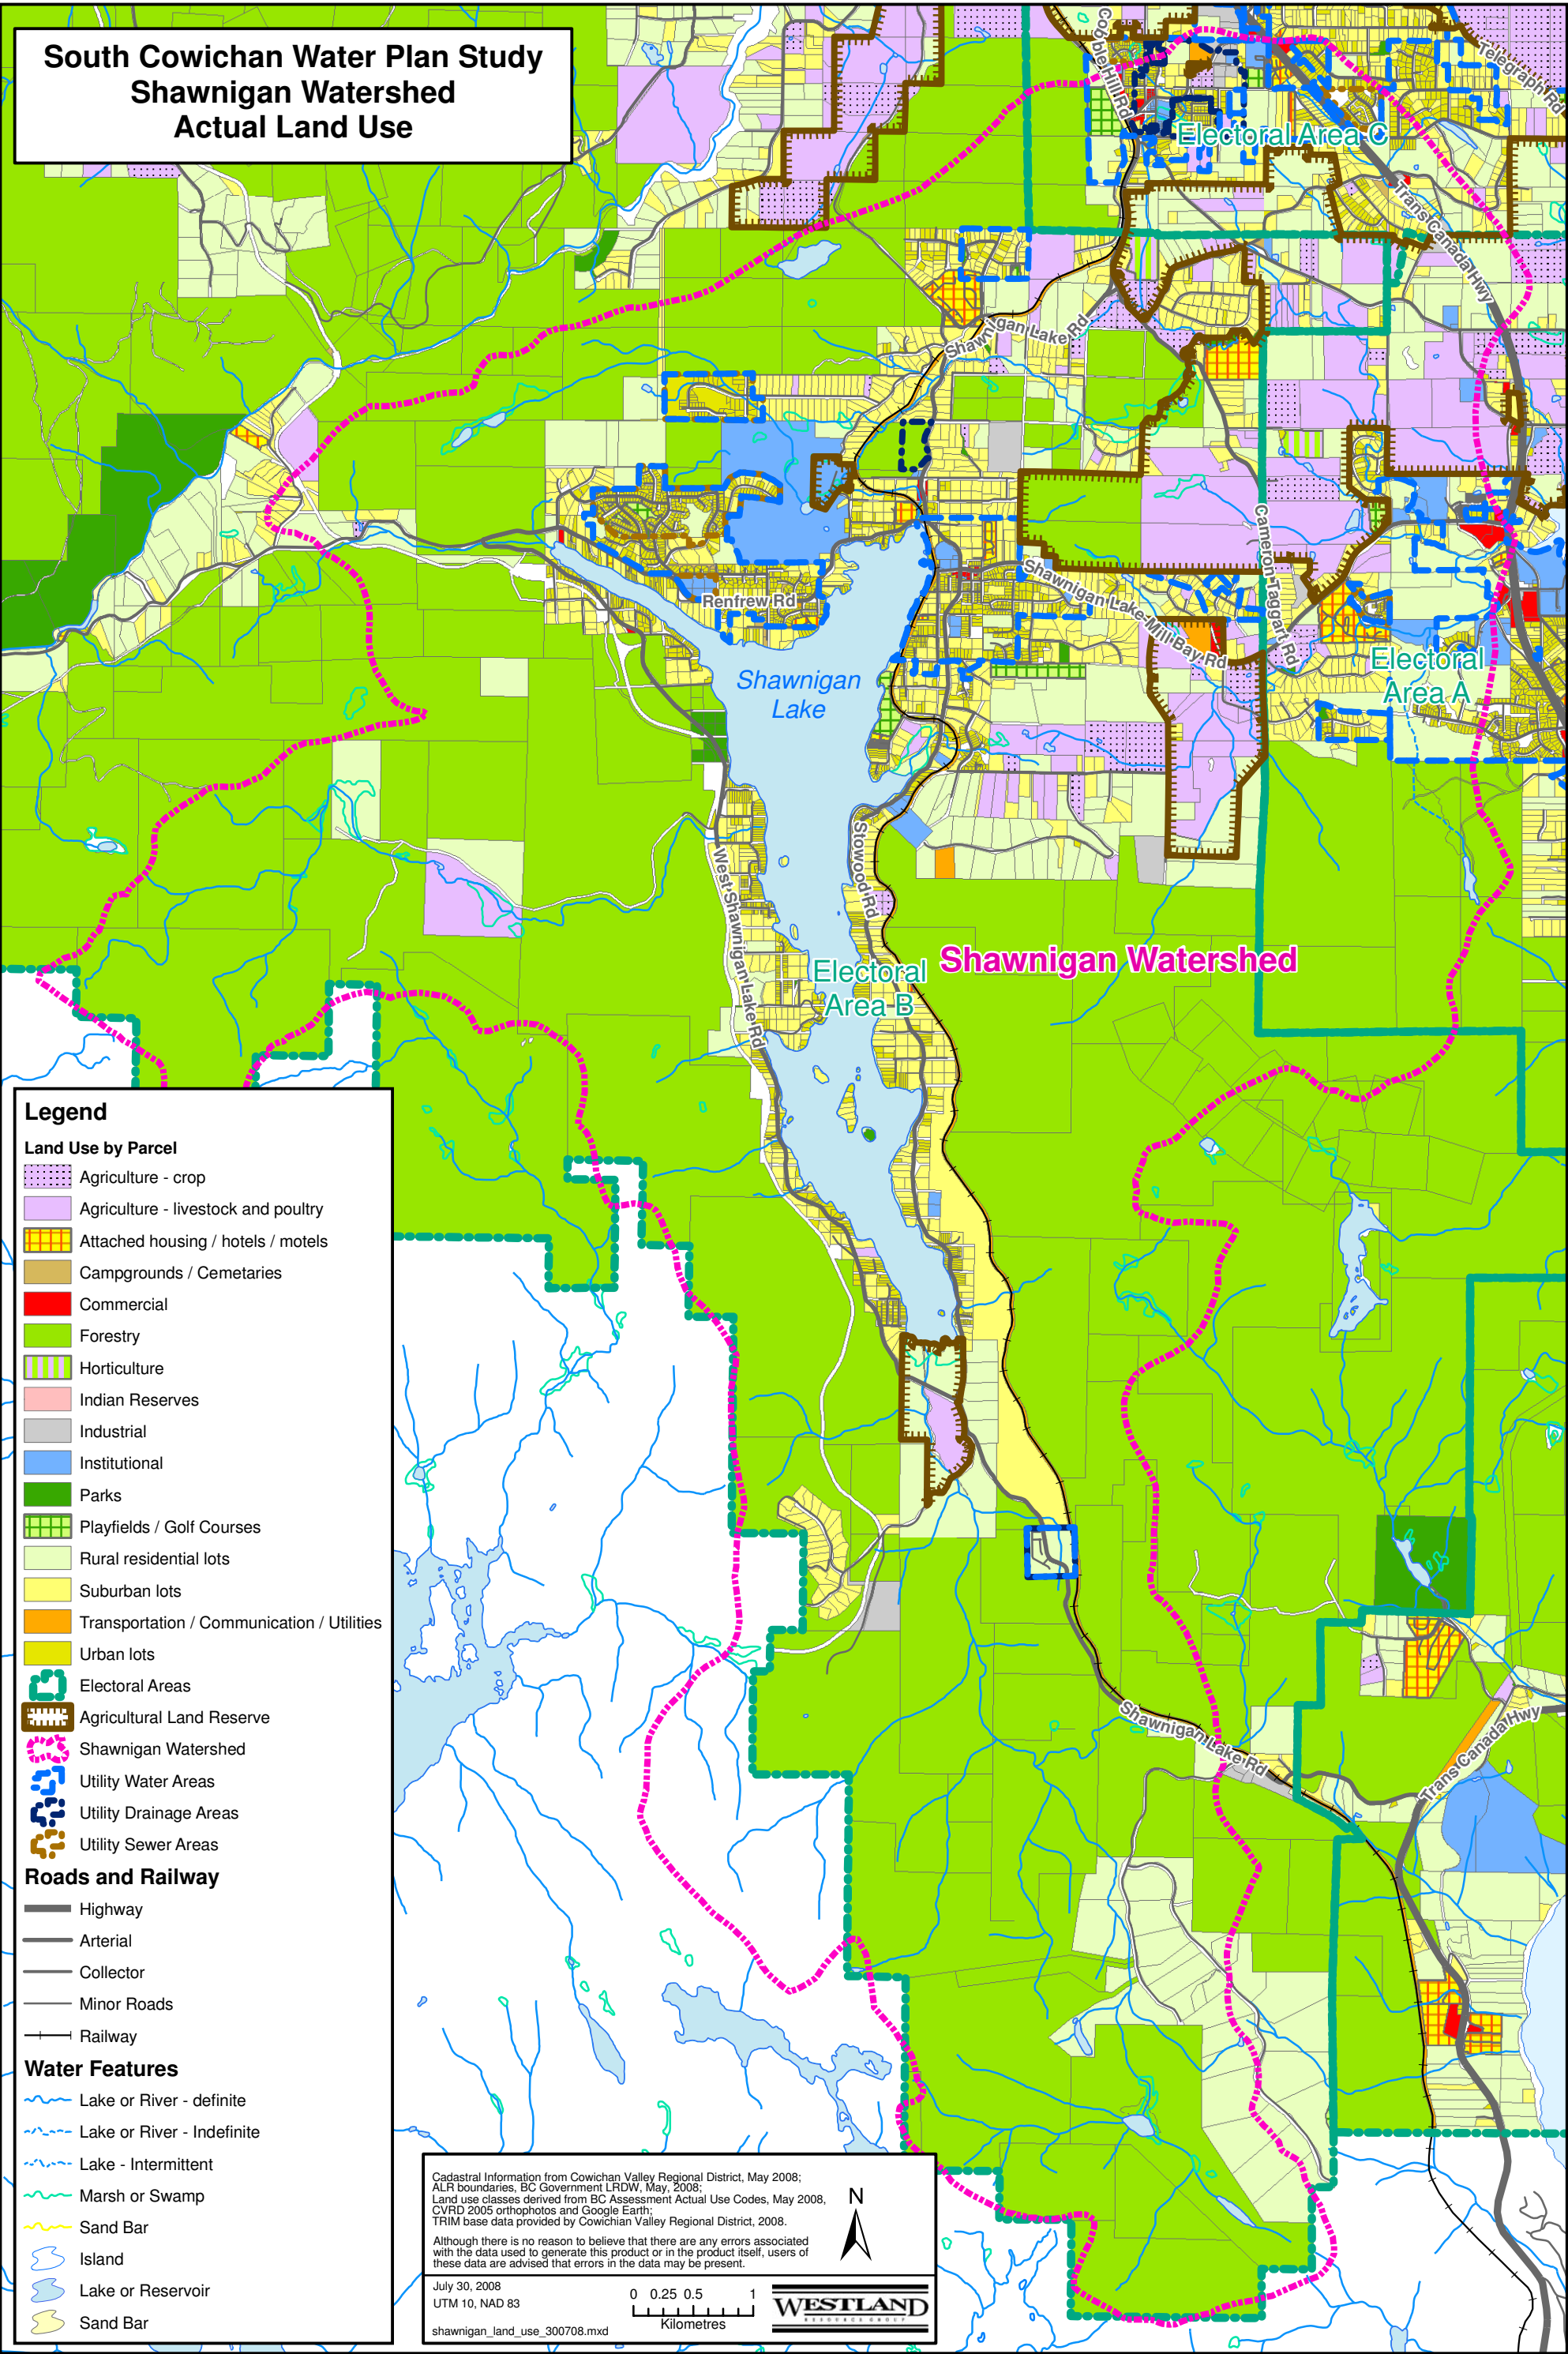 South Cowichan Water Plan Study
Shawnigan Watershed
Actual Land Use
Cobble Hill Rd
Telegraph Rd
Electoral Area C
Trans Canada Hwy
Shawnigan Lake Rd
Cameron-Taggart Rd
Shawnigan Lake-Mill Bay Rd
Renfrew Rd
Electoral
Area A
Shawnigan
Lake
Stowood Rd
West Shawnigan Lake Rd
Shawnigan Watershed
Electoral
Area B
Shawnigan Lake Rd
Trans Canada Hwy
Legend
Land Use by Parcel
Agriculture - crop
Agriculture - livestock and poultry
Attached housing / hotels / motels
Campgrounds / Cemetaries
Commercial
Forestry
Horticulture
Indian Reserves
Industrial
Institutional
Parks
Playfields / Golf Courses
Rural residential lots
Suburban lots
Transportation / Communication / Utilities
Urban lots
Electoral Areas
Agricultural Land Reserve
Shawnigan Watershed
Utility Water Areas
Utility Drainage Areas
Utility Sewer Areas
Roads and Railway
Highway
Arterial
Collector
Minor Roads
Railway
Water Features
Lake or River - definite
Lake or River - Indefinite
Lake - Intermittent
Marsh or Swamp
Sand Bar
Island
Lake or Reservoir
Sand Bar
Cadastral Information from Cowichan Valley Regional District, May 2008;
ALR boundaries, BC Government LRDW, May, 2008;
Land use classes derived from BC Assessment Actual Use Codes, May 2008,
CVRD 2005 orthophotos and Google Earth;
TRIM base data provided by Cowichian Valley Regional District, 2008.
Although there is no reason to believe that there are any errors associated
with the data used to generate this product or in the product itself, users of
these data are advised that errors in the data may be present.
N
July 30, 2008
UTM 10, NAD 83
shawnigan_land_use_300708.mxd
0 0.25 0.5 1
Kilometres
WESTLAND
RESOURCE GROUP